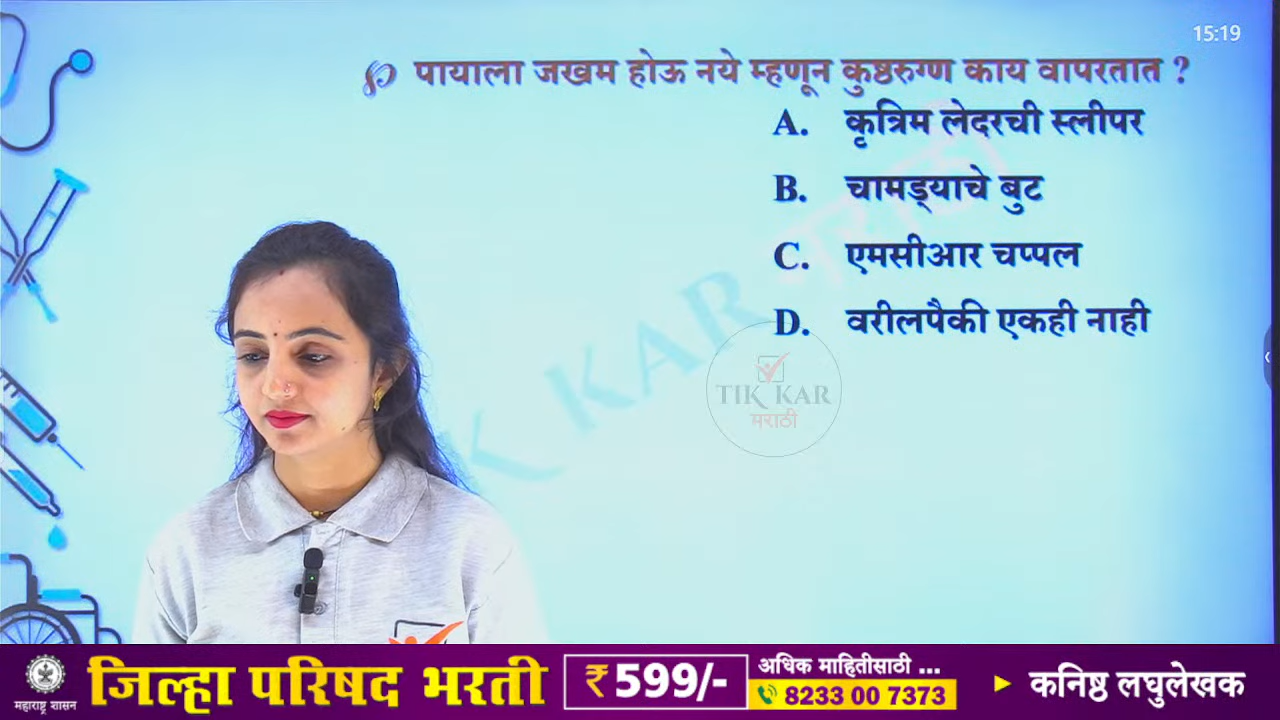 15:19
पायाला जखम होऊ नये म्हणून कुष्ठरुग्ण काय वापरतात ?
A. कृत्रिम लेदरची स्लीपर
B. चामड्याचे बुट
C. एमसीआर चप्पल
D. वरीलपैकी एकही नाही
TIK KAR
मराठी
K KAR
महाराष्ट्र शासन
जिल्हा परिषद भरती
₹599/-
अधिक माहितीसाठी ...
8233 00 7373
► कनिष्ठ लघुलेखक